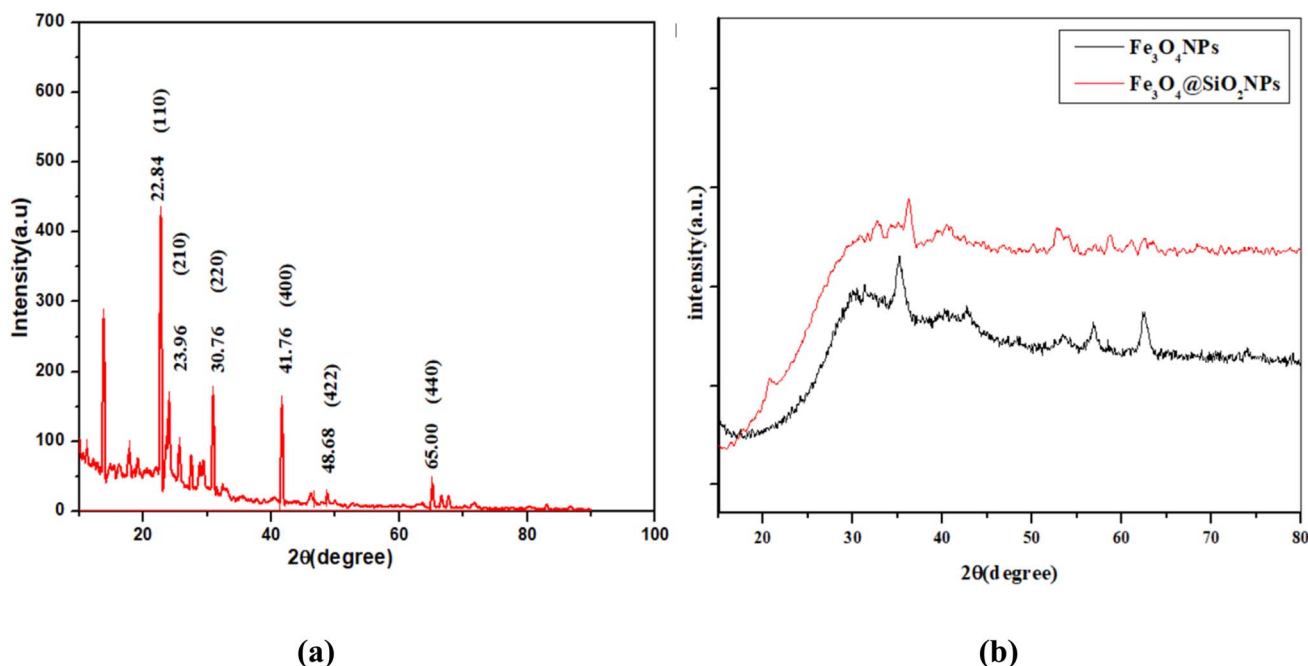 700
600
500
400
300
200
100
0
Intensity(a.u)
22.84 (110)
23.96 (210)
30.76 (220)
41.76 (400)
48.68 (422)
65.00 (440)
20 40 60 80 100
2θ(degree)
(a)
Fe₃O₄NPs
Fe₃O₄@SiO₂NPs
intensity(a.u.)
20 30 40 50 60 70 80
2θ(degree)
(b)